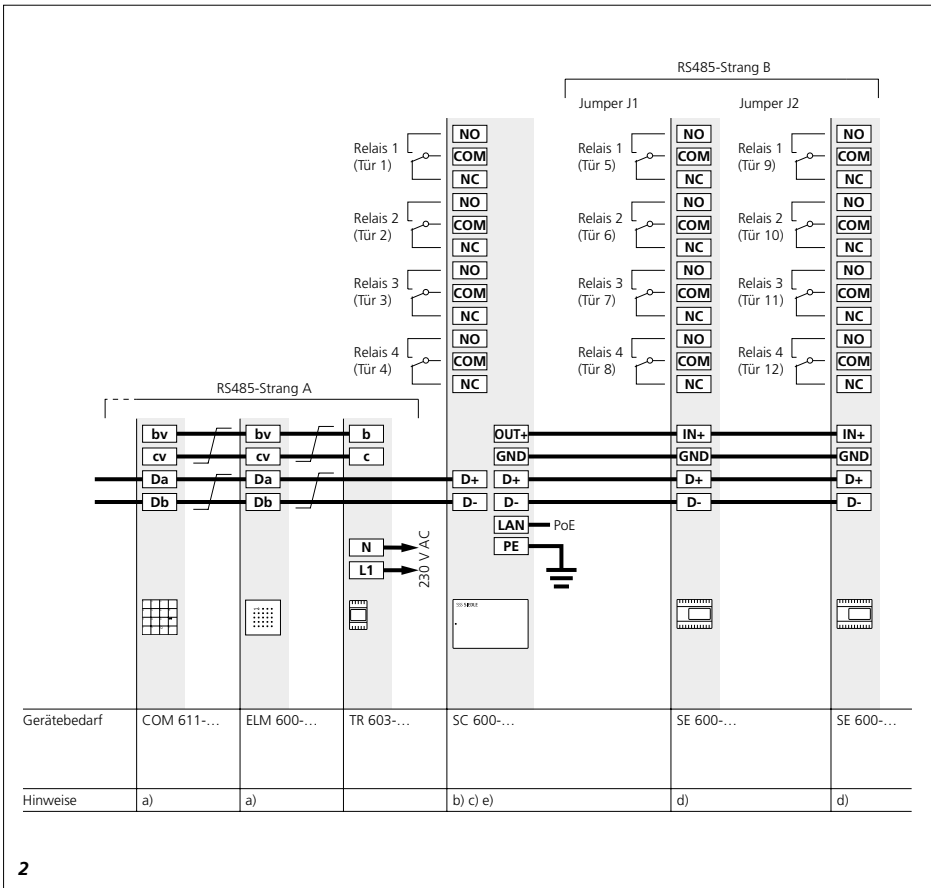 RS485-Strang B
Jumper J1 Jumper J2
Relais 1
(Tür 1)
NO
COM
NC
Relais 1
(Tür 5)
NO
COM
NC
Relais 1
(Tür 9)
NO
COM
NC
Relais 2
(Tür 2)
NO
COM
NC
Relais 2
(Tür 6)
NO
COM
NC
Relais 2
(Tür 10)
NO
COM
NC
Relais 3
(Tür 3)
NO
COM
NC
Relais 3
(Tür 7)
NO
COM
NC
Relais 3
(Tür 11)
NO
COM
NC
Relais 4
(Tür 4)
NO
COM
NC
Relais 4
(Tür 8)
NO
COM
NC
Relais 4
(Tür 12)
NO
COM
NC
RS485-Strang A
bv bv b OUT+ IN+ IN+
cv cv c GND GND GND
Da Da D+ D+ D+ D+
Db Db D- D- D- D-
LAN PoE
N PE
L1
230 V AC
SIEDLE
Gerätebedarf COM 611-… ELM 600-… TR 603-… SC 600-… SE 600-… SE 600-…
Hinweise a) a) b) c) e) d) d)
2